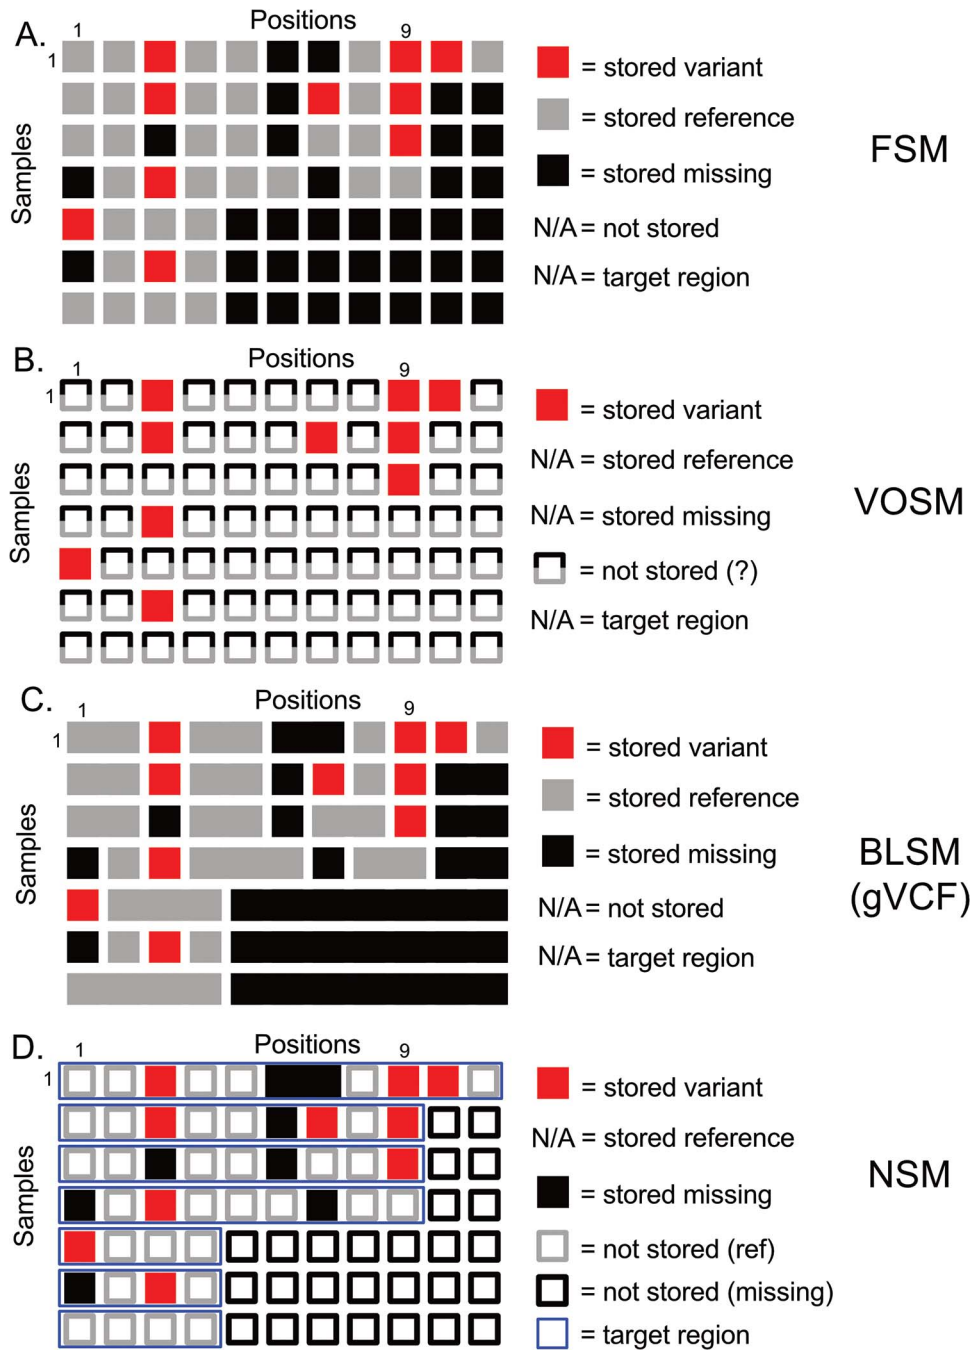 A.
Positions
1
9
1
Samples
= stored variant
= stored reference
= stored missing
N/A = not stored
N/A = target region
FSM
B.
Positions
1
9
1
Samples
= stored variant
N/A = stored reference
N/A = stored missing
= not stored (?)
N/A = target region
VOSM
C.
Positions
1
9
1
Samples
= stored variant
= stored reference
= stored missing
N/A = not stored
N/A = target region
BLSM
(gVCF)
D.
Positions
1
9
1
Samples
= stored variant
N/A = stored reference
= stored missing
= not stored (ref)
= not stored (missing)
= target region
NSM